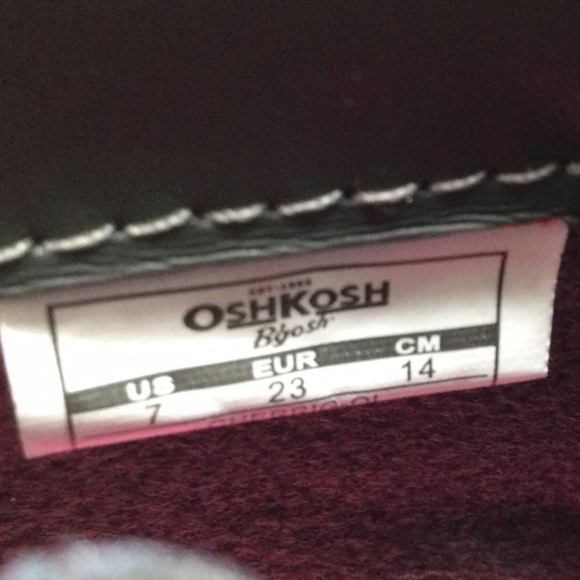 EST. 1895
OSHKOSH
B'gosh
US EUR CM
7 23 14